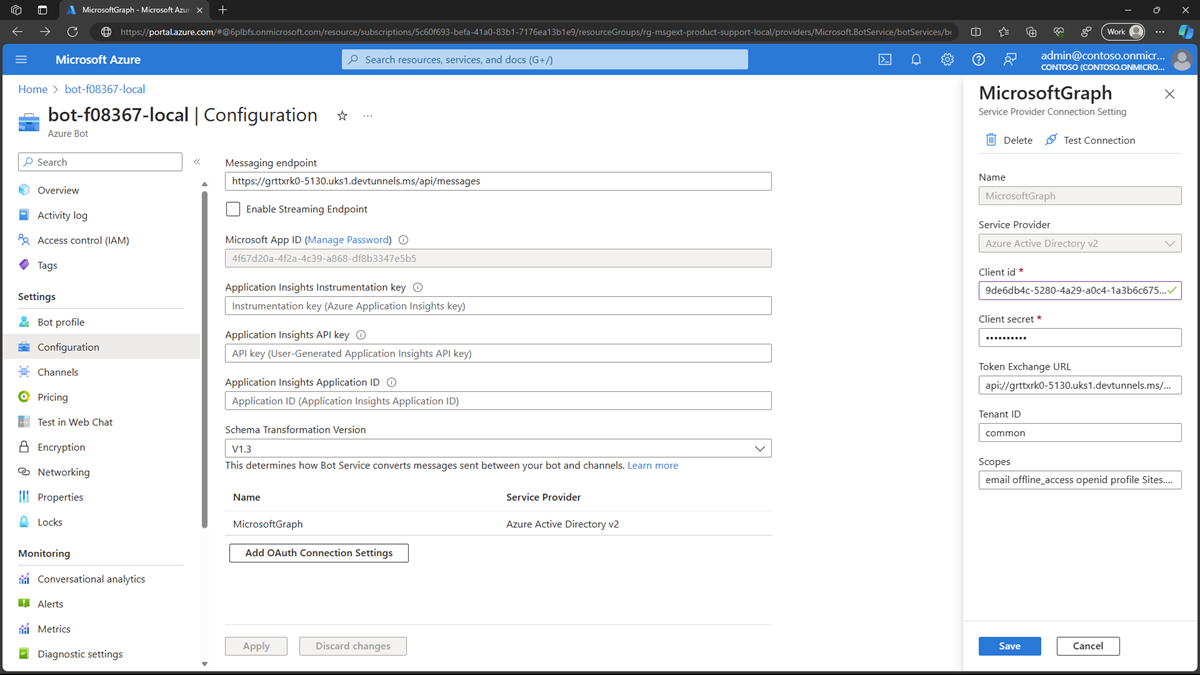 MicrosoftGraph - Microsoft Azur
https://portal.azure.com/#@6plbfs.onmicrosoft.com/resource/subscriptions/5c60f693-befa-41a0-83b1-7176ea13b1e9/resourceGroups/rg-msgext-product-support-local/providers/Microsoft.BotService/botServices/b
Work
Microsoft Azure
Search resources, services, and docs (G+/)
admin@contoso.onmicr...
CONTOSO (CONTOSO.ONMICRO...
Home > bot-f08367-local
bot-f08367-local | Configuration
Azure Bot
Search
Overview
Activity log
Access control (IAM)
Tags
Settings
Bot profile
Configuration
Channels
Pricing
Test in Web Chat
Encryption
Networking
Properties
Locks
Monitoring
Conversational analytics
Alerts
Metrics
Diagnostic settings
Messaging endpoint
https://grttxrk0-5130.uks1.devtunnels.ms/api/messages
Enable Streaming Endpoint
Microsoft App ID (Manage Password)
4f67d20a-4f2a-4c39-a868-df8b3347e5b5
Application Insights Instrumentation key
Instrumentation key (Azure Application Insights key)
Application Insights API key
API key (User-Generated Application Insights API key)
Application Insights Application ID
Application ID (Application Insights Application ID)
Schema Transformation Version
V1.3
This determines how Bot Service converts messages sent between your bot and channels. Learn more
Name Service Provider
MicrosoftGraph Azure Active Directory v2
Add OAuth Connection Settings
Apply Discard changes
MicrosoftGraph
Service Provider Connection Setting
Delete Test Connection
Name
MicrosoftGraph
Service Provider
Azure Active Directory v2
Client id *
9de6db4c-5280-4a29-a0c4-1a3b6c675...
Client secret *
••••••••••
Token Exchange URL
api://grttxrk0-5130.uks1.devtunnels.ms/...
Tenant ID
common
Scopes
email offline_access openid profile Sites....
Save Cancel